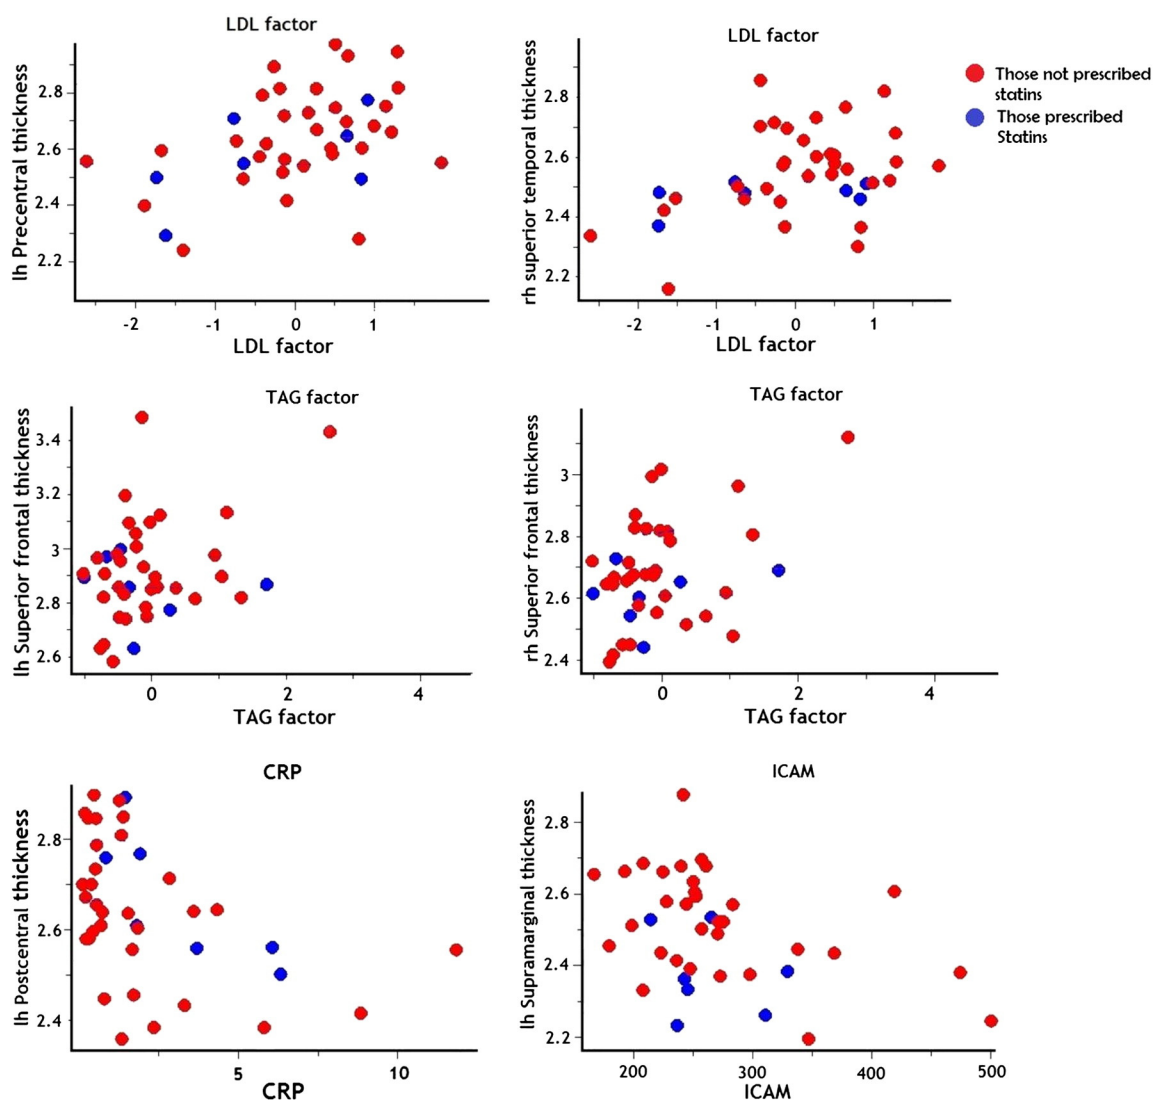 LDL factor
lh Precentral thickness
2.8
2.6
2.4
2.2
-2 -1 0 1
LDL factor
LDL factor
rh superior temporal thickness
2.8
2.6
2.4
2.2
-2 -1 0 1
LDL factor
Those not prescribed
statins
Those prescribed
Statins
TAG factor
lh Superior frontal thickness
3.4
3.2
3
2.8
2.6
0 2 4
TAG factor
TAG factor
rh Superior frontal thickness
3
2.8
2.6
2.4
0 2 4
TAG factor
CRP
lh Postcentral thickness
2.8
2.6
2.4
5 10
CRP
ICAM
lh Supramarginal thickness
2.8
2.6
2.4
2.2
200 300 400 500
ICAM